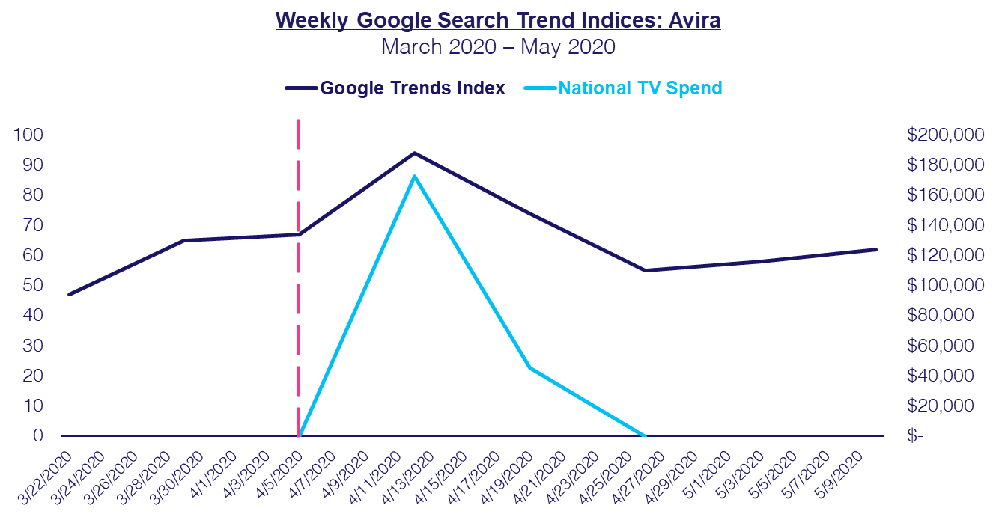 Weekly Google Search Trend Indices: Avira
March 2020 – May 2020
Google Trends Index National TV Spend
100 $200,000
90 $180,000
80 $160,000
70 $140,000
60 $120,000
50 $100,000
40 $80,000
30 $60,000
20 $40,000
10 $20,000
0 $-
3/22/2020 3/24/2020 3/26/2020 3/28/2020 3/30/2020 4/1/2020 4/3/2020 4/5/2020 4/7/2020 4/9/2020 4/11/2020 4/13/2020 4/15/2020 4/17/2020 4/19/2020 4/21/2020 4/23/2020 4/25/2020 4/27/2020 4/29/2020 5/1/2020 5/3/2020 5/5/2020 5/7/2020 5/9/2020